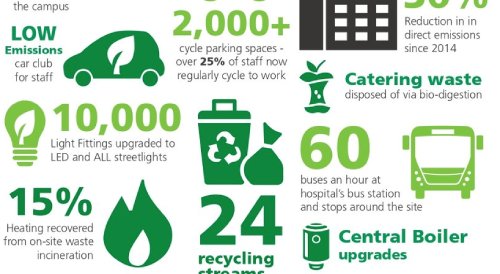 the campus
LOW
Emissions
car club
for staff
2,000+
cycle parking spaces -
over 25% of staff now
regularly cycle to work
Reduction in in
direct emissions
since 2014
Catering waste
disposed of via bio-digestion
10,000
Light Fittings upgraded to
LED and ALL streetlights
60
buses an hour at
hospital's bus station
and stops around the site
15%
Heating recovered
from on-site waste
incineration
24
recycling
streams
Central Boiler
upgrades